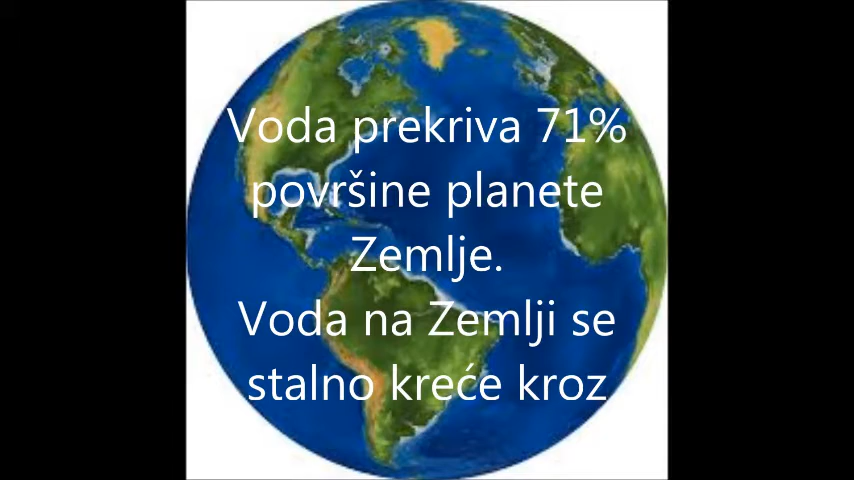 Voda prekriva 71%
površine planete
Zemlje.
Voda na Zemlji se
stalno kreće kroz